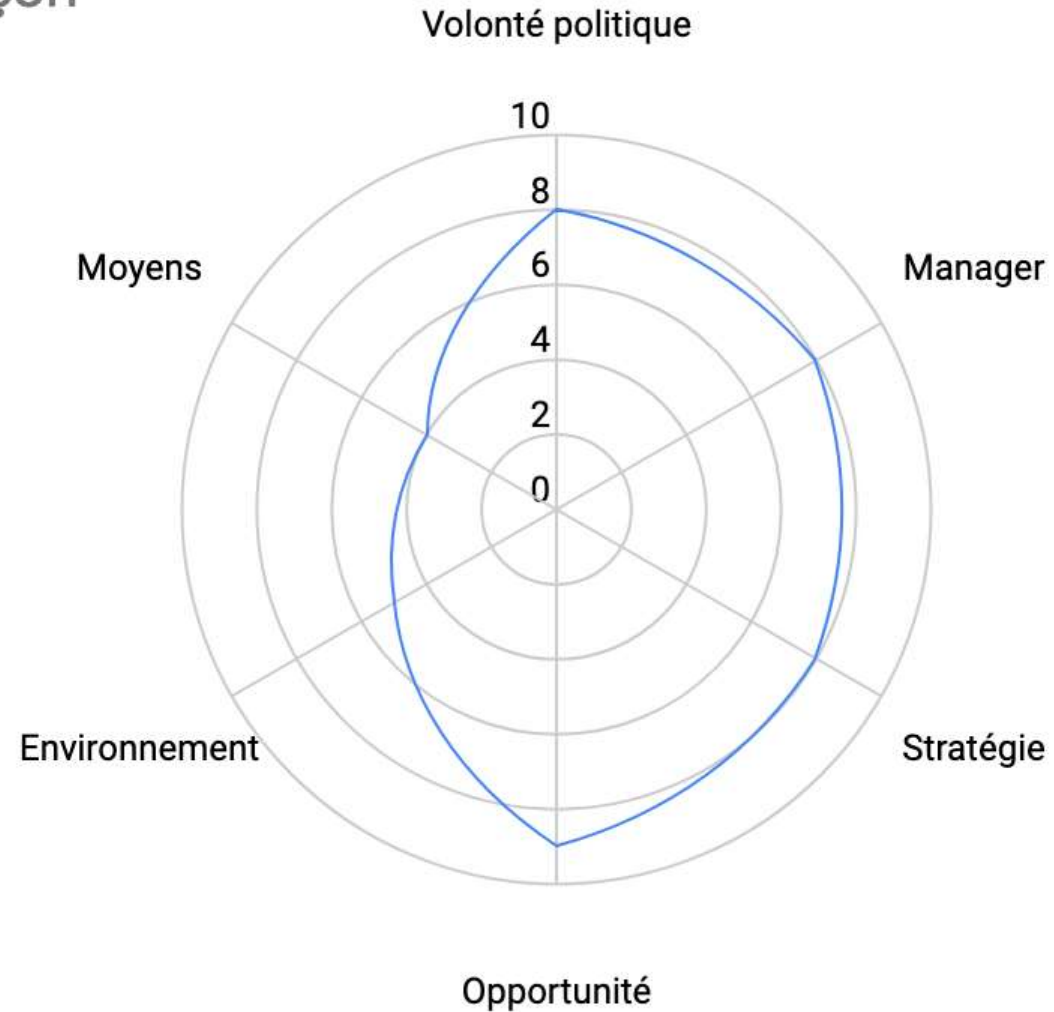 Volonté politique
10
8
6
4
2
0
Moyens
Manager
Environnement
Stratégie
Opportunité